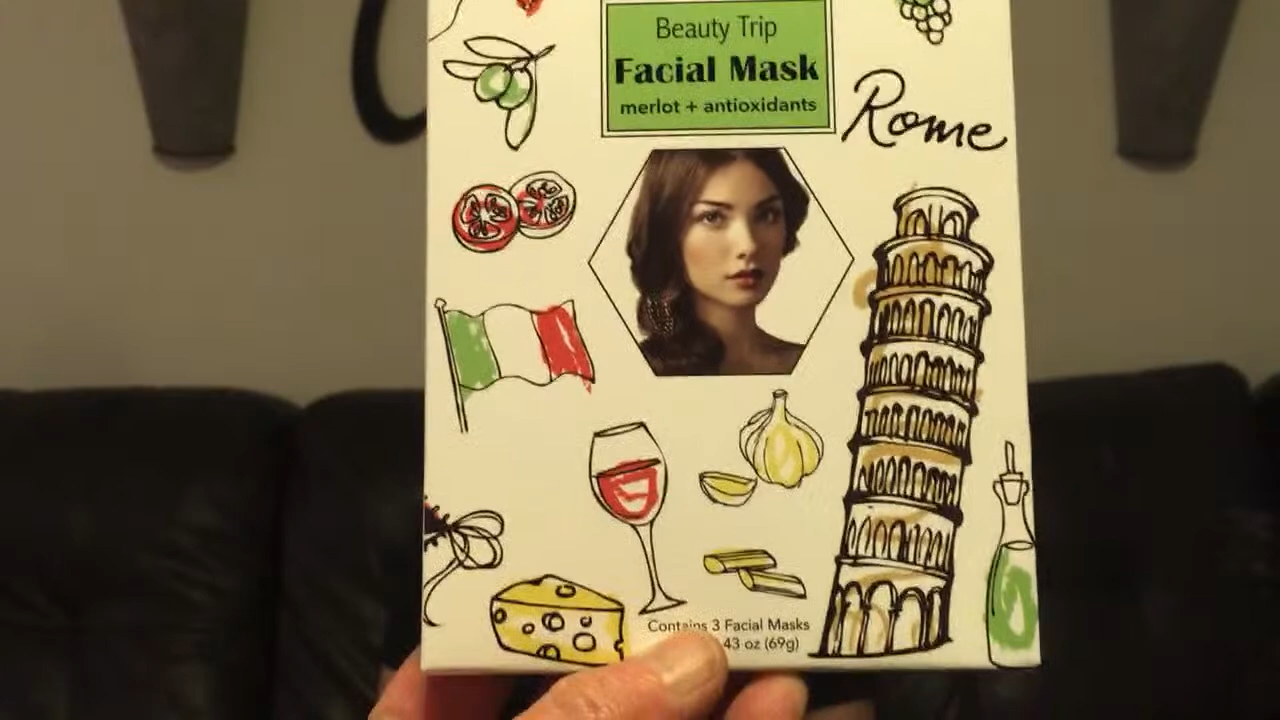 Beauty Trip
Facial Mask
merlot + antioxidants
Rome
Contains 3 Facial Masks
43 oz (69g)